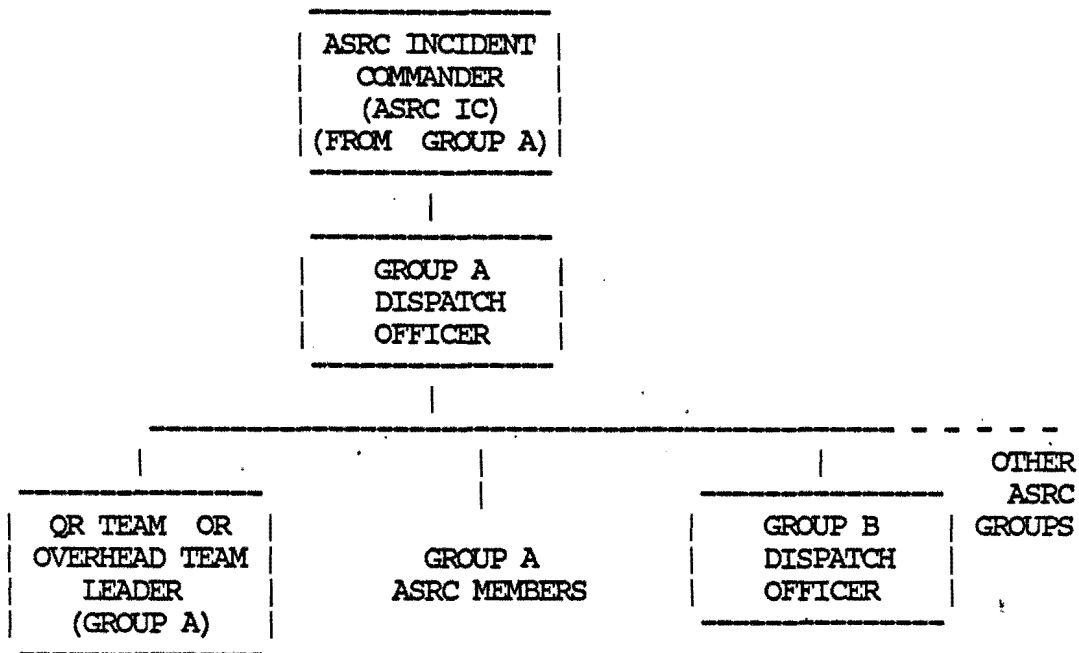 ASRC INCIDENT
COMMANDER
(ASRC IC)
(FROM GROUP A)
GROUP A
DISPATCH
OFFICER
QR TEAM OR
OVERHEAD TEAM
LEADER
(GROUP A)
GROUP A
ASRC MEMBERS
GROUP B
DISPATCH
OFFICER
OTHER
ASRC
GROUPS